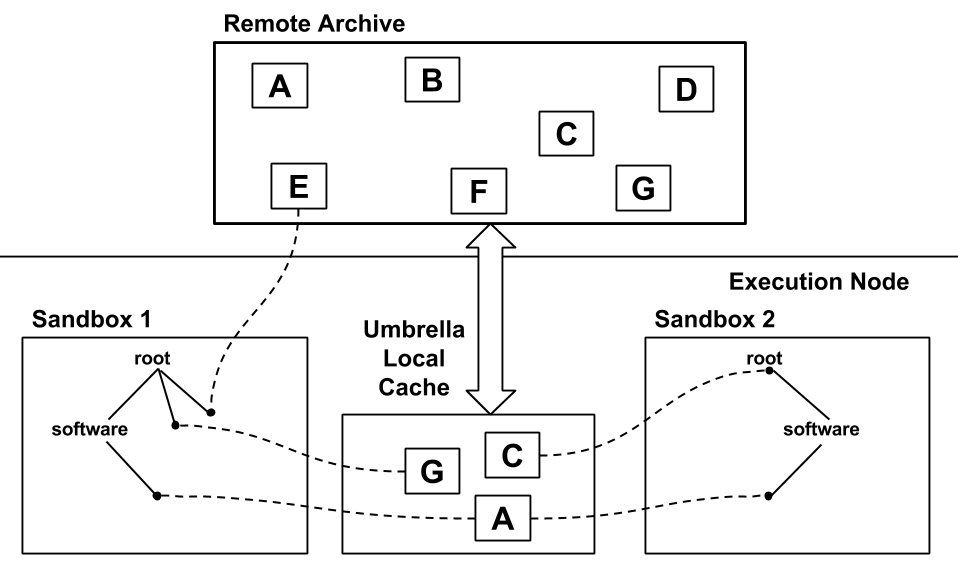 Remote Archive
A
B
D
C
E
F
G
Execution Node
Sandbox 1
Umbrella
Local
Cache
Sandbox 2
root
software
G
C
A
root
software